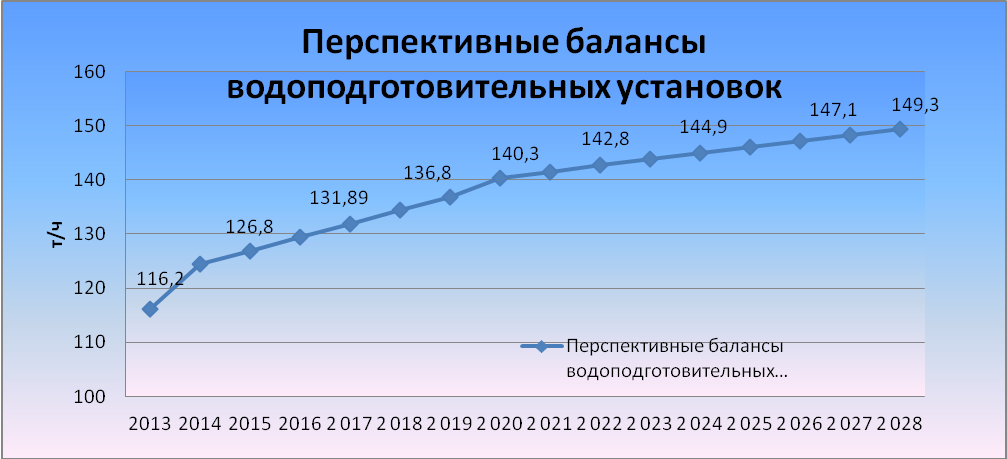 Перспективные балансы
водоподготовительных установок
160
150
140
130
120
110
100
т/ч
116,2
126,8
131,89
136,8
140,3
142,8
144,9
147,1
149,3
Перспективные балансы
водоподготовительных...
2013 2014 2015 2016 2 017 2 018 2 019 2 020 2 021 2 022 2 023 2 024 2 025 2 026 2 027 2 028